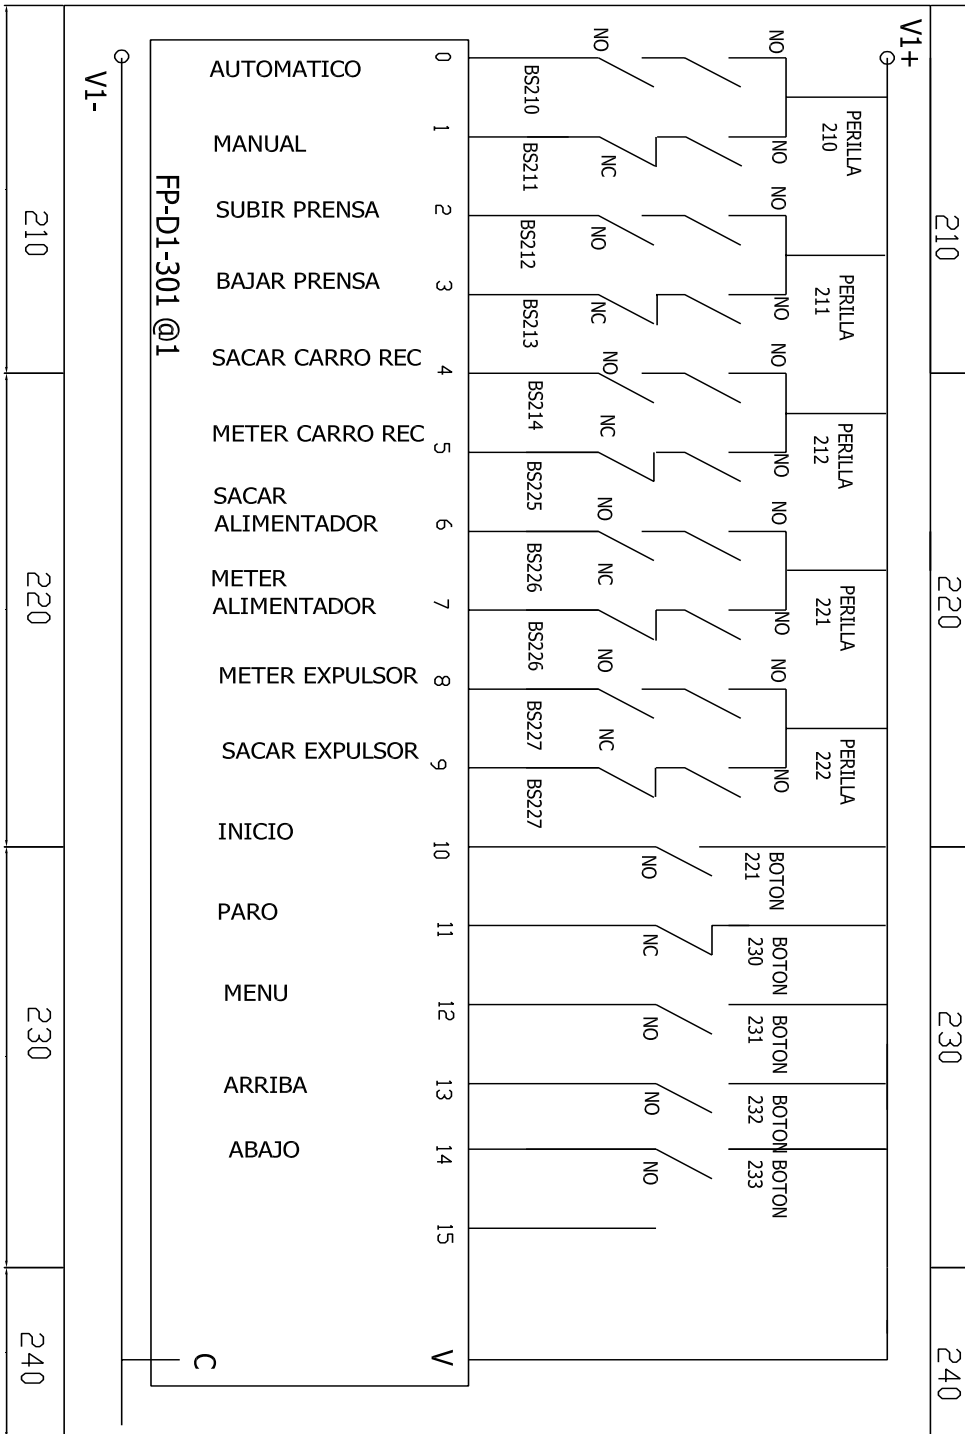 V1-
V1+
FP-D1-301 @1
AUTOMATICO
0
BS210
NO
NO
PERILLA
210
MANUAL
1
BS211
NC
NO
SUBIR PRENSA
2
BS212
NO
NO
PERILLA
211
BAJAR PRENSA
3
BS213
NC
NO
SACAR CARRO REC
4
BS214
NO
PERILLA
212
METER CARRO REC
5
BS225
NC
NO
SACAR
ALIMENTADOR
6
BS226
NO
NO
PERILLA
221
METER
ALIMENTADOR
7
BS226
NC
NO
METER EXPULSOR
8
BS227
NO
NO
PERILLA
222
SACAR EXPULSOR
9
BS227
NC
NO
INICIO
10
NO
BOTON
221
PARO
11
NC
BOTON
230
MENU
12
NO
BOTON
231
ARRIBA
13
NO
BOTON
232
ABAJO
14
NO
BOTON
233
15
C
V
210
220
230
240
210
220
230
240